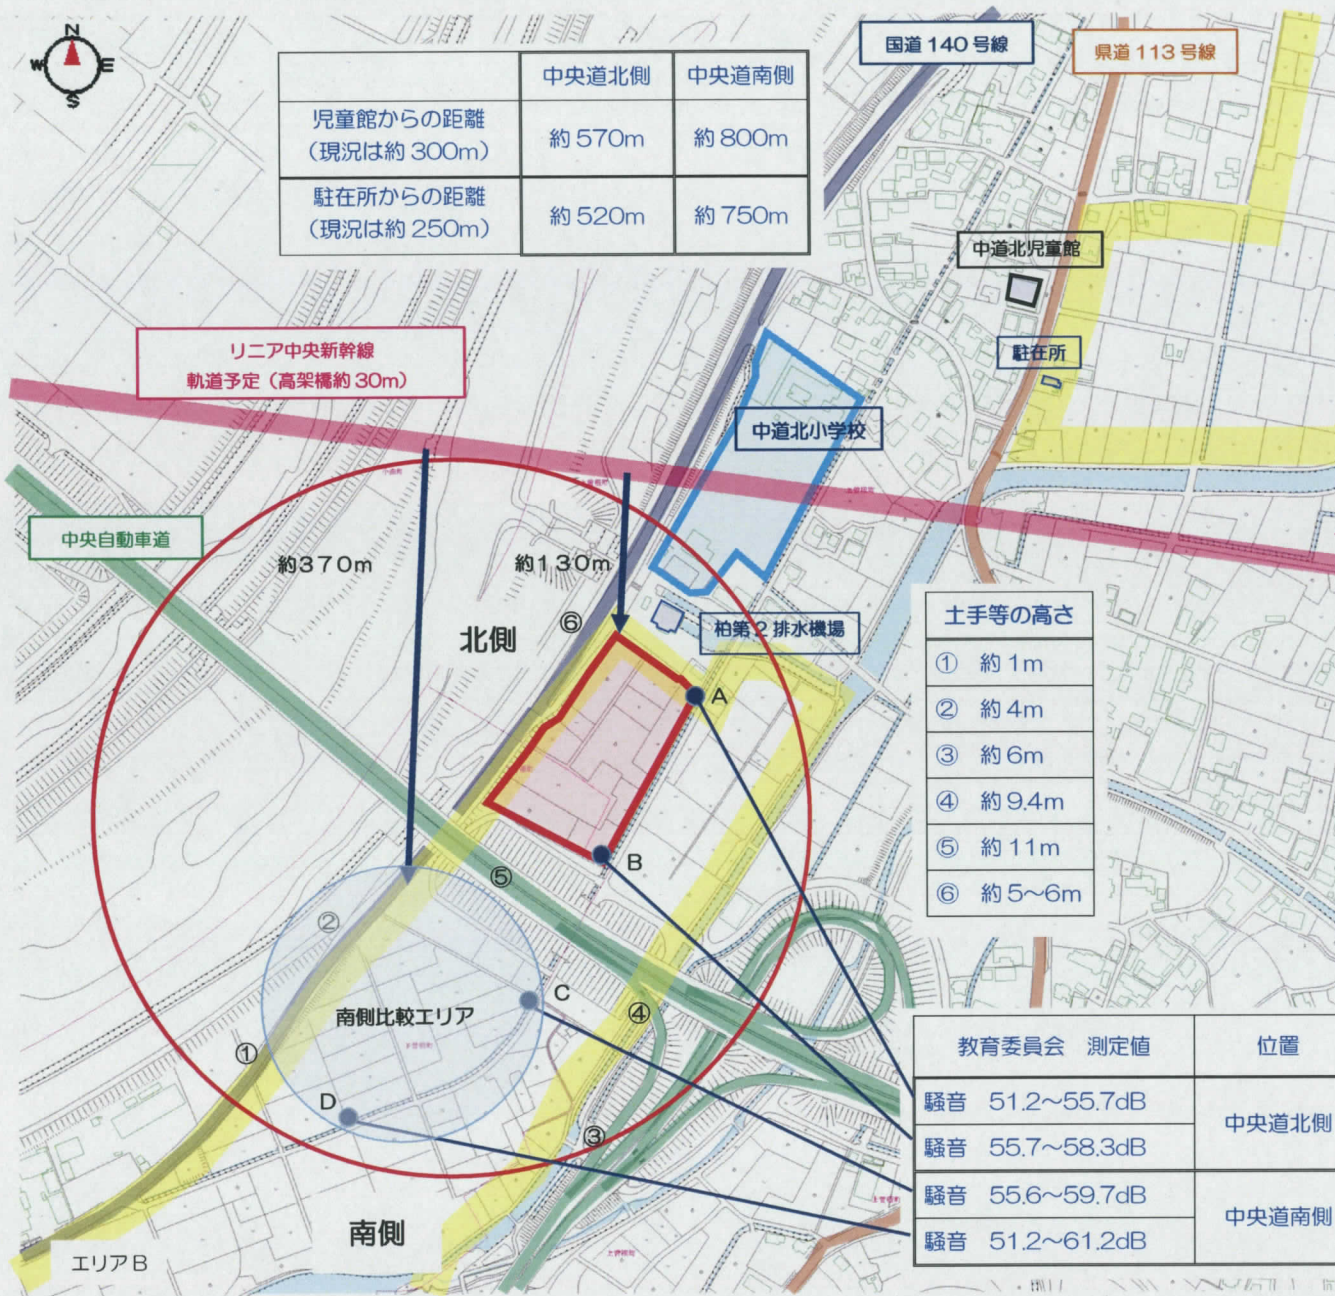 N
W E
S
国道140号線
県道113号線
中央道北側 中央道南側
児童館からの距離
（現況は約300m） 約570m 約800m
駐在所からの距離
（現況は約250m） 約520m 約750m
中道北児童館
駐在所
リニア中央新幹線
軌道予定（高架橋約30m）
中道北小学校
中央自動車道
約370m
約130m
北側
⑥
柏第2排水機場
A
B
⑤
②
C
④
南側比較エリア
①
D
③
南側
エリアB
土手等の高さ
① 約1m
② 約4m
③ 約6m
④ 約9.4m
⑤ 約11m
⑥ 約5〜6m
教育委員会 測定値 位置
騒音 51.2〜55.7dB 中央道北側
騒音 55.7〜58.3dB
騒音 55.6〜59.7dB 中央道南側
騒音 51.2〜61.2dB